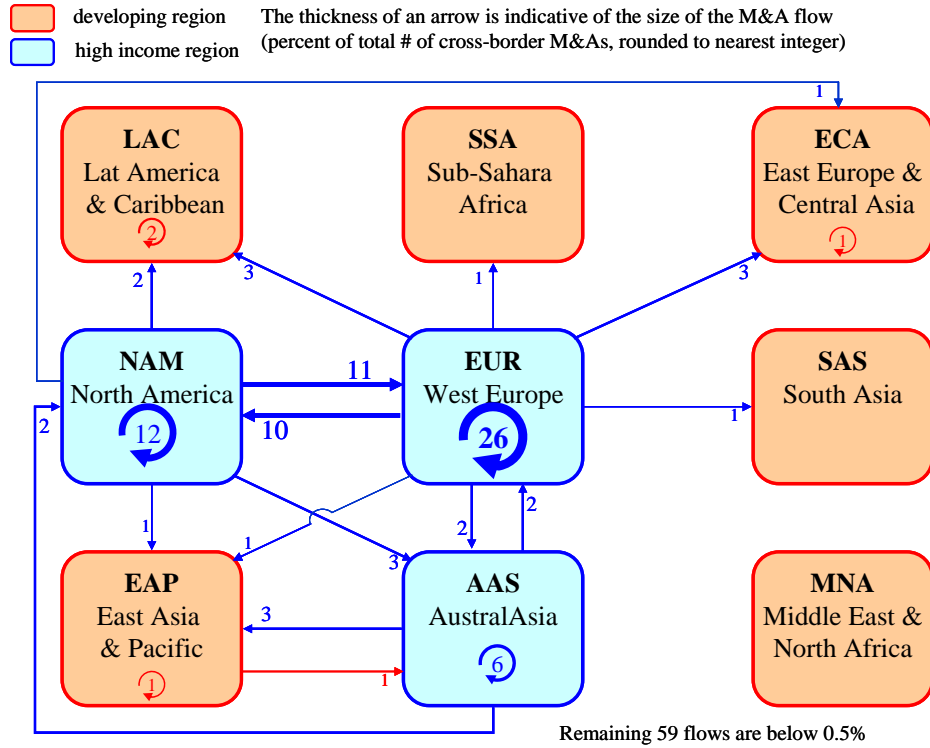 developing region
The thickness of an arrow is indicative of the size of the M&A flow
high income region
(percent of total # of cross-border M&As, rounded to nearest integer)
1
LAC
Lat America
& Caribbean
2
SSA
Sub-Sahara
Africa
ECA
East Europe &
Central Asia
1
2
3
1
3
NAM
North America
12
11
10
EUR
West Europe
26
SAS
South Asia
1
2
1
1
3
2
2
EAP
East Asia
& Pacific
1
3
1
AAS
AustralAsia
6
MNA
Middle East &
North Africa
Remaining 59 flows are below 0.5%